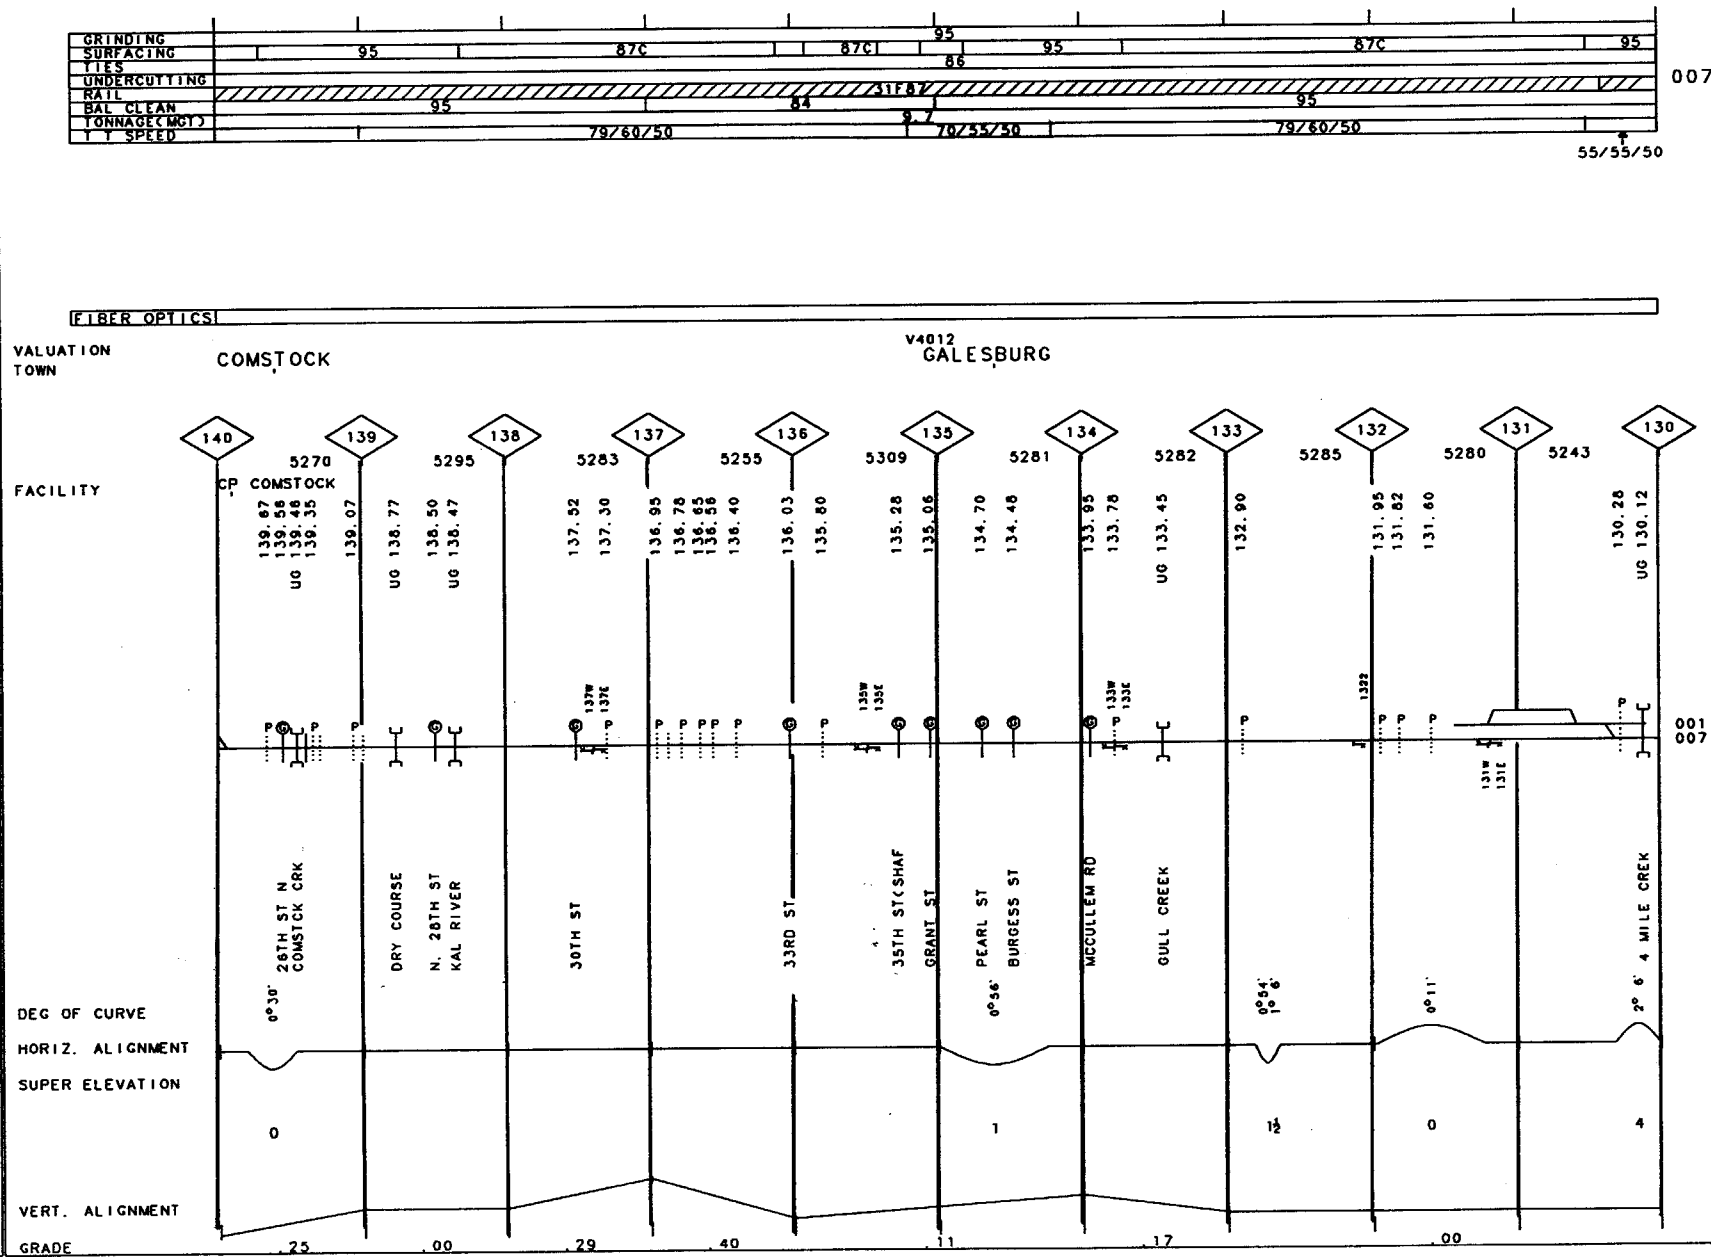 GRINDING 95
SURFACING 95 87C 87C 95 87C 95
TIES 86
UNDERCUTTING
RAIL 31F87
BAL CLEAN 95 84 95
TONNAGE(MGT) 9.7
T T SPEED 79/60/50 70/55/50 79/60/50
007
55/55/50
FIBER OPTICS
VALUATION V4012
TOWN COMSTOCK GALESBURG
140 139 138 137 136 135 134 133 132 131 130
5270 5295 5283 5255 5309 5281 5282 5285 5280 5243
FACILITY
CP COMSTOCK
139.67
139.58
UG 139.48
139.35
139.07
UG 138.77
138.50
UG 138.47
137.52
137.30
136.95
136.78
136.65
136.56
136.40
136.03
135.80
135.28
135.06
134.70
134.48
133.95
133.78
UG 133.45
132.90
131.95
131.82
131.60
130.28
UG 130.12
137W
137E
135W
135E
133W
133E
1322
P G P P G G P P P P P P G P G G G G G P P P P P P
001
007
131W
131E
26TH ST N
COMSTOCK CRK
DRY COURSE
N. 28TH ST
KAL RIVER
30TH ST
33RD ST
35TH ST(SHAF
GRANT ST
PEARL ST
BURGESS ST
MCCULLEM RD
GULL CREEK
4 MILE CREK
DEG OF CURVE 0°30' 0°56' 0°54' 1° 6' 0°11' 2° 6'
HORIZ. ALIGNMENT
SUPER ELEVATION
0 1 1½ 0 4
VERT. ALIGNMENT
GRADE .25 .00 .29 .40 .11 .17 .00